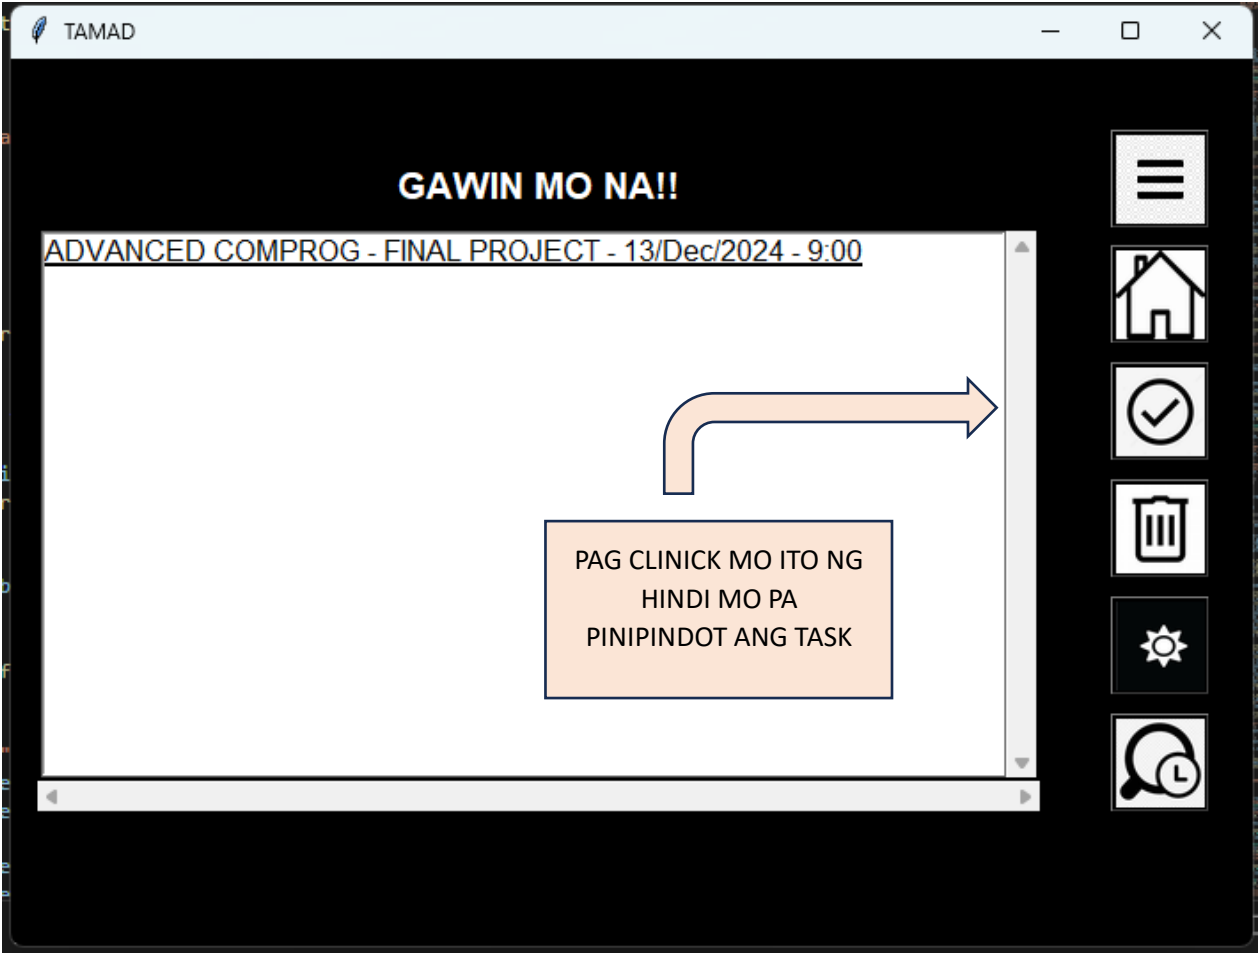 TAMAD
GAWIN MO NA!!
ADVANCED COMPROG - FINAL PROJECT - 13/Dec/2024 - 9:00
PAG CLINICK MO ITO NG
HINDI MO PA
PINIPINDOT ANG TASK